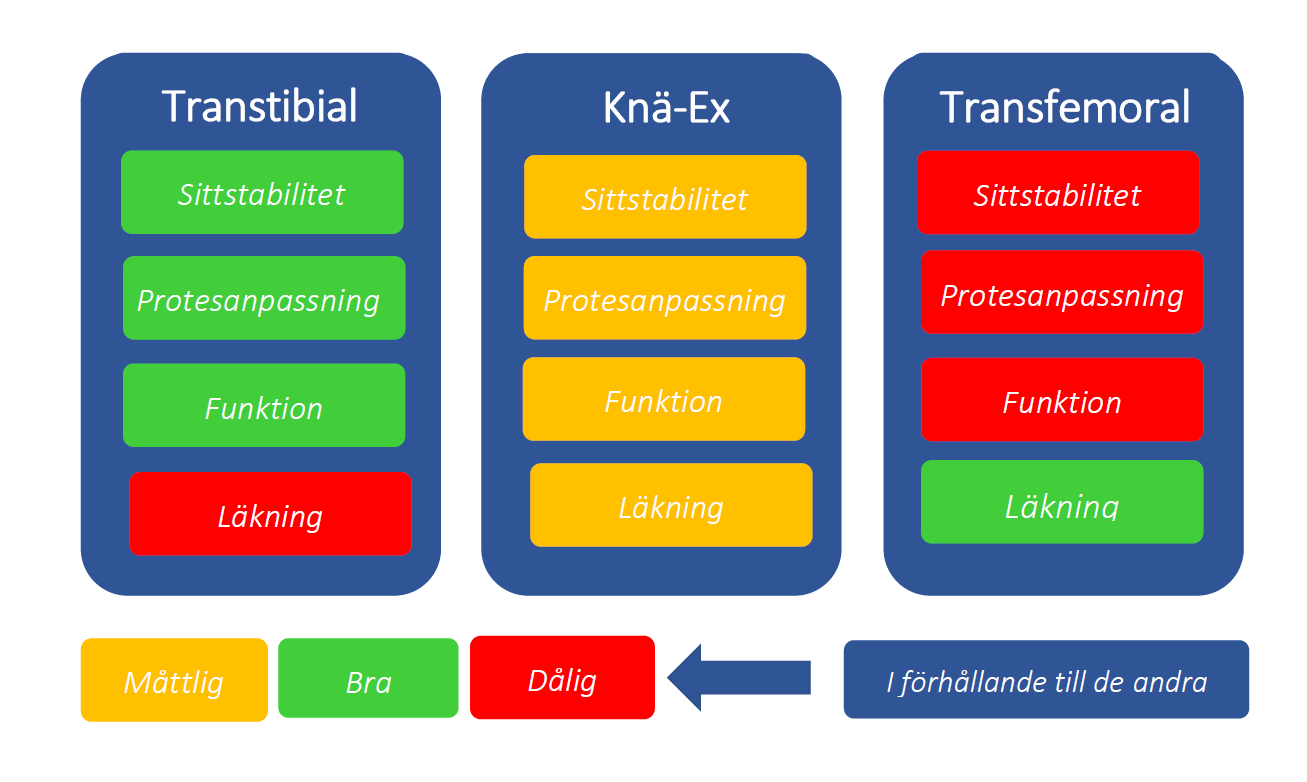 Transtibial
Sittstabilitet
Protesanpassning
Funktion
Läkning
Knä-Ex
Sittstabilitet
Protesanpassning
Funktion
Läkning
Transfemoral
Sittstabilitet
Protesanpassning
Funktion
Läkning
Måttlig
Bra
Dålig
I förhållande till de andra